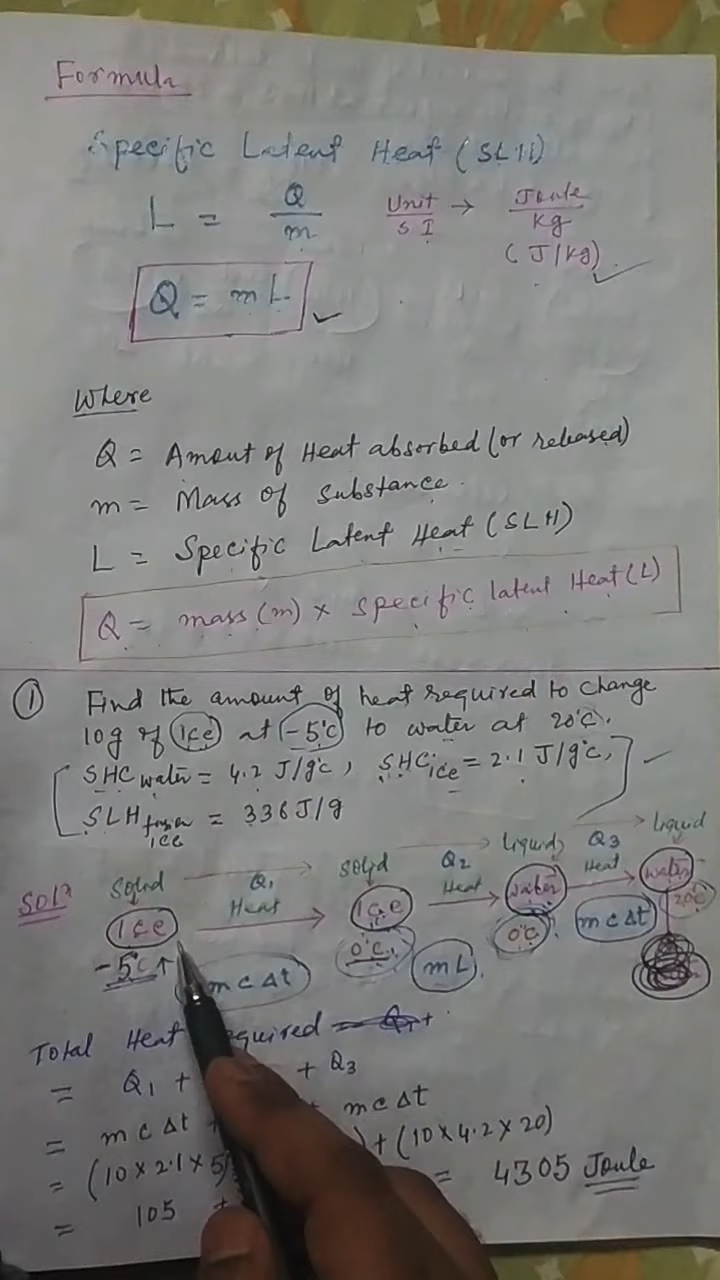 Formula
Specific Latent Heat (SLH)
L = Q/m Unit/SI → Joule/kg
(J/kg)
Q = mL
Where
Q = Amout of Heat absorbed (or released)
m = Mass of Substance.
L = Specific Latent Heat (SLH)
Q = mass (m) x specific latent Heat (L)
① Find the amount of heat required to change
10g of Ice at -5°C to water at 20°C.
SHC water = 4.2 J/g°C, SHC ice = 2.1 J/g°C,
SLH fusion ice = 336 J/g
Solid Q1 Solid Q2 liquid, Q3 liquid
Solⁿ Ice Heat Ice Heat water Heat water
-5°C ↑ mcΔt 0°C mL 0°C mcΔt 20°C
Total Heat required =
= Q1 + + Q3
= mcΔt + mcΔt
= (10 x 2.1 x 5) + (10 x 4.2 x 20)
= 105 + = 4305 Joule